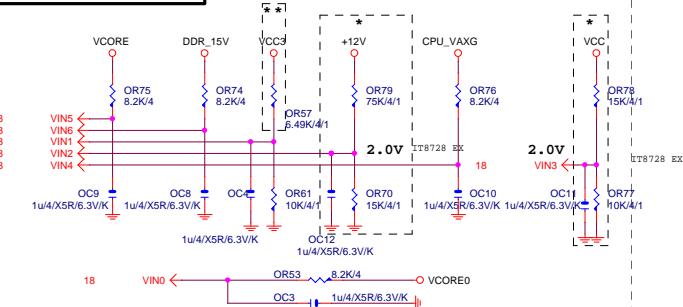 * *
*
*
VCORE
DDR_15V
VCC3
+12V
CPU_VAXG
VCC
OR75
8.2K/4
OR74
8.2K/4
OR57
6.49K/4/1
OR79
75K/4/1
OR76
8.2K/4
OR78
15K/4/1
VIN5
VIN6
VIN1
VIN2
VIN4
2.0V
IT8728 EX
18
2.0V
VIN3
IT8728 EX
OC9
1u/4/X5R/6.3V/K
OC8
1u/4/X5R/6.3V/K
OC4
1u/4/X5R/6.3V/K
OR61
10K/4/1
OC12
1u/4/X5R/6.3V/K
OR70
15K/4/1
OC10
1u/4/X5R/6.3V/K
OC11
1u/4/X5R/6.3V/K
OR77
10K/4/1
18
VIN0
OR53
8.2K/4
VCORE0
OC3
1u/4/X5R/6.3V/K